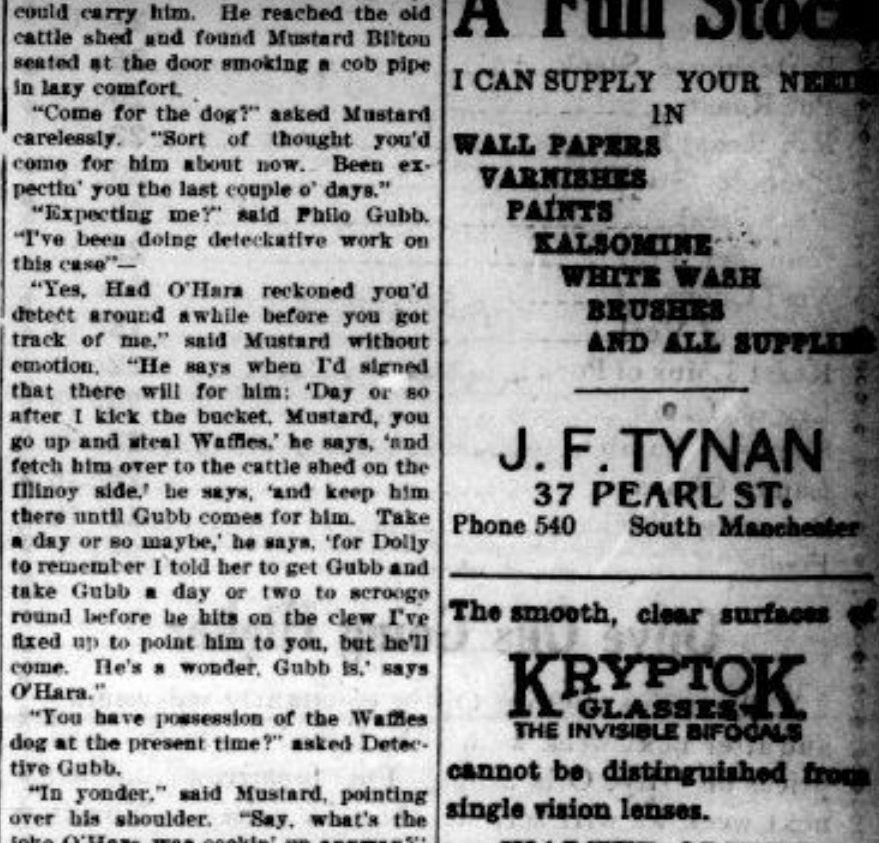 could carry him. He reached the old
cattle shed and found Mustard Bilton
seated at the door smoking a cob pipe
in lazy comfort.
"Come for the dog?" asked Mustard
carelessly. "Sort of thought you'd
come for him about now. Been ex-
pectin' you the last couple o' days."
"Expecting me?" said Philo Gubb.
"I've been doing deteckative work on
this case"—
"Yes, Had O'Hara reckoned you'd
detect around awhile before you got
track of me," said Mustard without
emotion. "He says when I'd signed
that there will for him: 'Day or so
after I kick the bucket, Mustard, you
go up and steal Waffles,' he says, 'and
fetch him over to the cattle shed on the
Illinoy side,' he says, 'and keep him
there until Gubb comes for him. Take
a day or so maybe,' he says, 'for Dolly
to remember I told her to get Gubb and
take Gubb a day or two to scrooge
round before he hits on the clew I've
fixed up to point him to you, but he'll
come. He's a wonder, Gubb is,' says
O'Hara."
"You have possession of the Waffles
dog at the present time?" asked Detec-
tive Gubb.
"In yonder," said Mustard, pointing
over his shoulder. "Say, what's the
joke O'Hara was cookin' up anyway?"
A Full Stock
I CAN SUPPLY YOUR NEED
IN
WALL PAPERS
VARNISHES
PAINTS
KALSOMINE
WHITE WASH
BRUSHES
AND ALL SUPPLIES
J. F. TYNAN
37 PEARL ST.
Phone 540 South Manchester
The smooth, clear surfaces of
KRYPTOK
GLASSES
THE INVISIBLE BIFOCALS
cannot be distinguished from
single vision lenses.